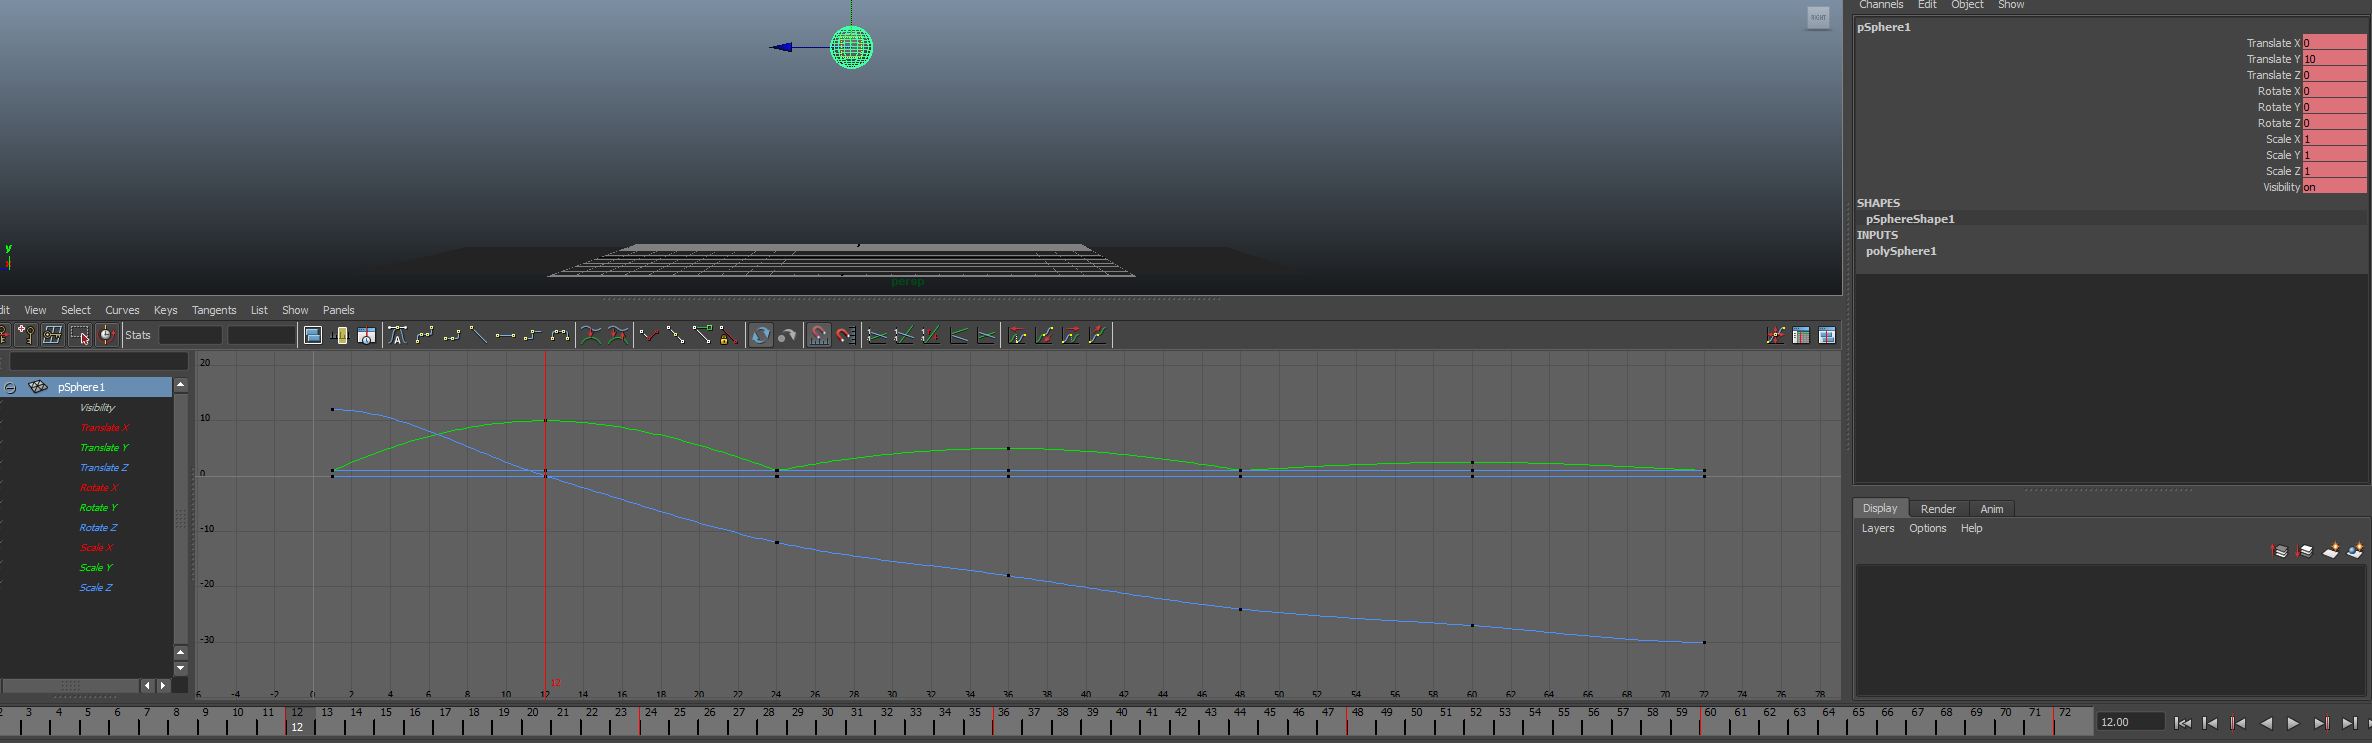 Channels Edit Object Show
RIGHT
pSphere1
Translate X 0
Translate Y 10
Translate Z 0
Rotate X 0
Rotate Y 0
Rotate Z 0
Scale X 1
Scale Y 1
Scale Z 1
Visibility on
SHAPES
pSphereShape1
INPUTS
polySphere1
y
persp
dit View Select Curves Keys Tangents List Show Panels
Stats
pSphere1
Visibility
Translate X
Translate Y
Translate Z
Rotate X
Rotate Y
Rotate Z
Scale X
Scale Y
Scale Z
20
10
0
-10
-20
-30
12
6 -4 -2 0 2 4 6 8 10 12 14 16 18 20 22 24 26 28 30 32 34 36 38 40 42 44 46 48 50 52 54 56 58 60 62 64 66 68 70 72 74 76 78
Display Render Anim
Layers Options Help
2 3 4 5 6 7 8 9 10 11 12 13 14 15 16 17 18 19 20 21 22 23 24 25 26 27 28 29 30 31 32 33 34 35 36 37 38 39 40 41 42 43 44 45 46 47 48 49 50 51 52 53 54 55 56 57 58 59 60 61 62 63 64 65 66 67 68 69 70 71 72
12
12.00